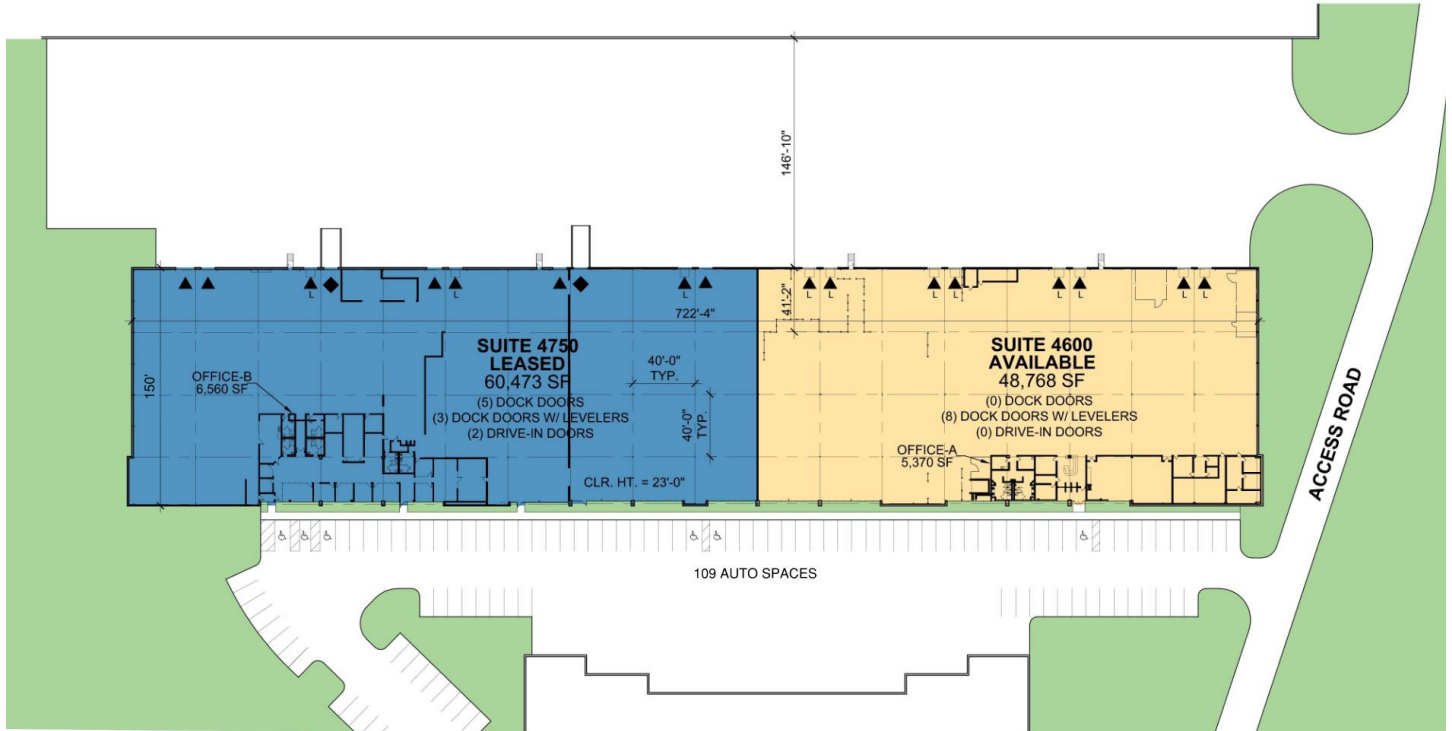 146'-10"
L
L
L
L
L
L
L
L
L
L
L
41'-2"
722'-4"
150'
SUITE 4750
LEASED
60,473 SF
(5) DOCK DOORS
(3) DOCK DOORS W/ LEVELERS
(2) DRIVE-IN DOORS
OFFICE-B
6,560 SF
40'-0"
TYP.
40'-0"
TYP.
CLR. HT. = 23'-0"
SUITE 4600
AVAILABLE
48,768 SF
(0) DOCK DOORS
(8) DOCK DOORS W/ LEVELERS
(0) DRIVE-IN DOORS
OFFICE-A
5,370 SF
ACCESS ROAD
109 AUTO SPACES